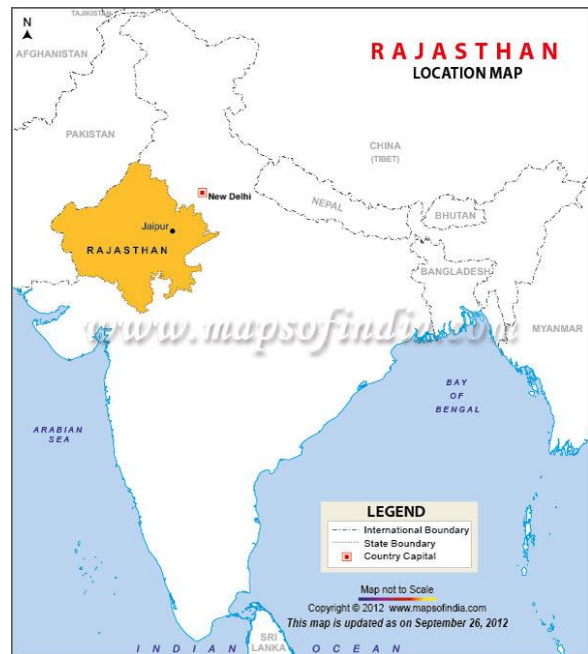 TAJIKISTAN
N
AFGHANISTAN
RAJASTHAN
LOCATION MAP
PAKISTAN
CHINA
(TIBET)
New Delhi
NEPAL
BHUTAN
Jaipur
RAJASTHAN
BANGLADESH
www.mapsofindia.com
MYANMAR
BAY
OF
BENGAL
ARABIAN
SEA
LEGEND
International Boundary
State Boundary
Country Capital
Map not to Scale
Copyright © 2012 www.mapsofindia.com
This map is updated as on September 26, 2012
SRI
LANKA
INDIAN OCEAN